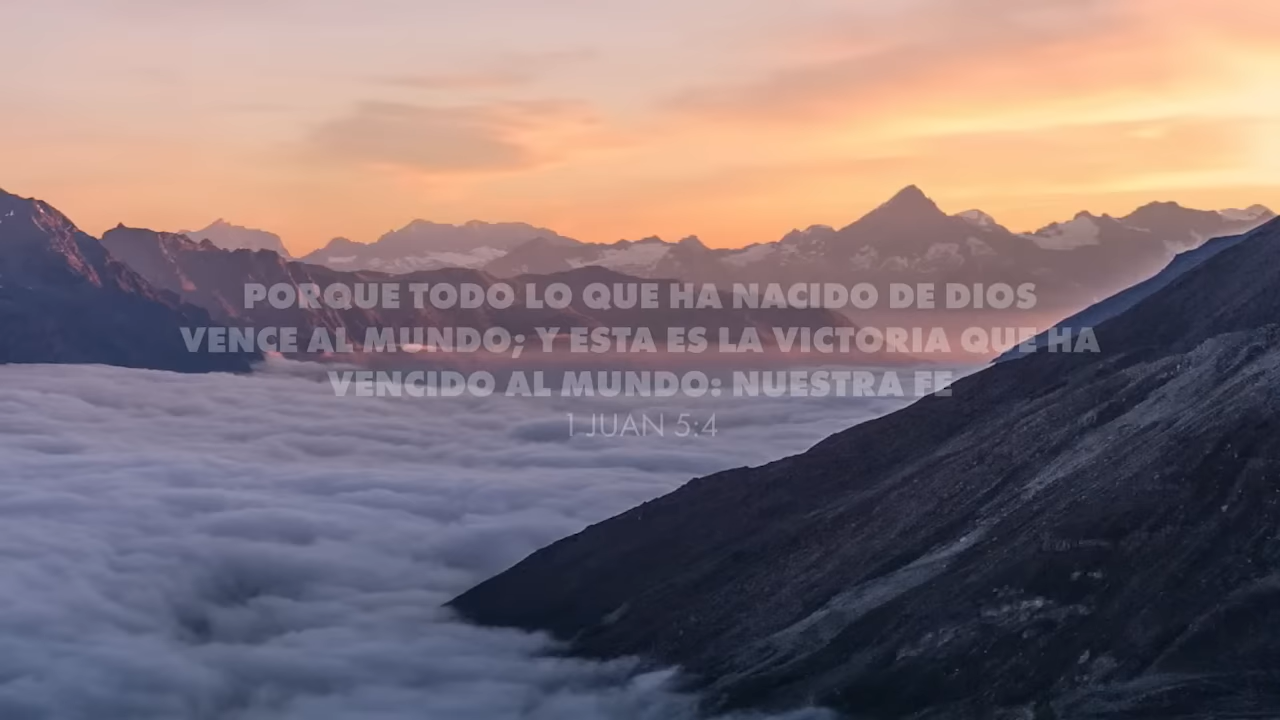 PORQUE TODO LO QUE HA NACIDO DE DIOS
VENCE AL MUNDO; Y ESTA ES LA VICTORIA QUE HA
VENCIDO AL MUNDO: NUESTRA FE
1 JUAN 5:4